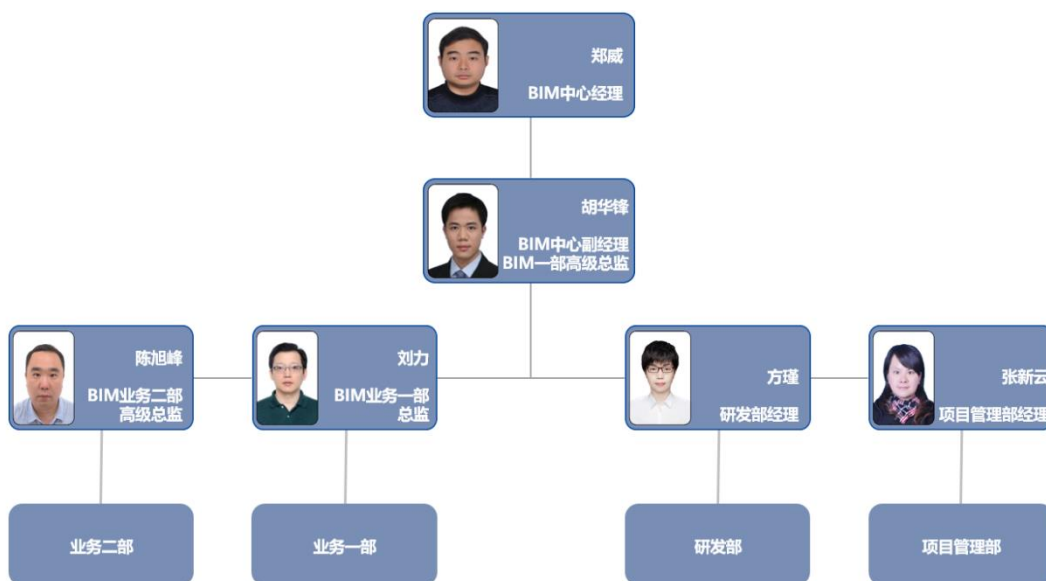 郑威
BIM中心经理
胡华锋
BIM中心副经理
BIM一部高级总监
陈旭峰
BIM业务二部
高级总监
刘力
BIM业务一部
总监
方瑾
研发部经理
张新云
项目管理部经理
业务二部
业务一部
研发部
项目管理部